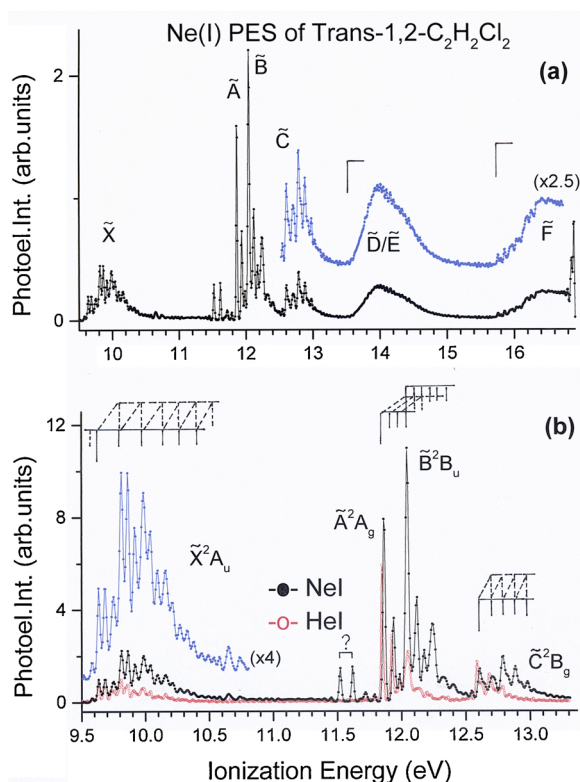 Ne(I) PES of Trans-1,2-C₂H₂Cl₂
(a)
Photoel.Int. (arb.units)
2
0
X̃
Ã
B̃
C̃
D̃/Ẽ
(x2.5)
F̃
10 11 12 13 14 15 16
(b)
Photoel.Int. (arb.units)
12
8
4
0
X̃²Aᵤ
Ã²A_g
B̃²Bᵤ
C̃²B_g
NeI
HeI
?
(x4)
9.5 10.0 10.5 11.0 11.5 12.0 12.5 13.0
Ionization Energy (eV)